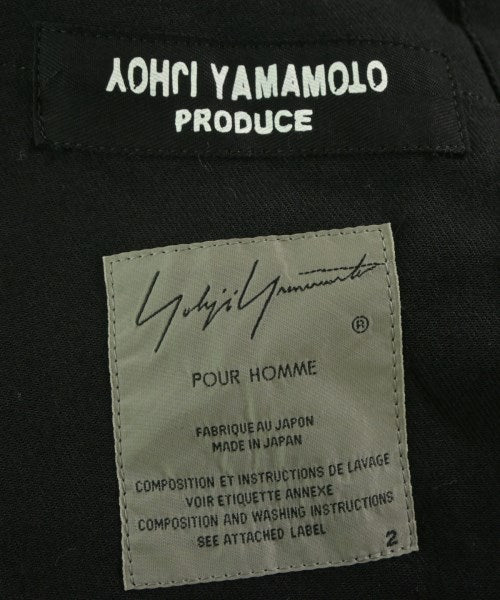 YOHJI YAMAMOTO
PRODUCE
Yohji Yamamoto
®
POUR HOMME
FABRIQUE AU JAPON
MADE IN JAPAN
COMPOSITION ET INSTRUCTIONS DE LAVAGE
VOIR ETIQUETTE ANNEXE
COMPOSITION AND WASHING INSTRUCTIONS
SEE ATTACHED LABEL
2